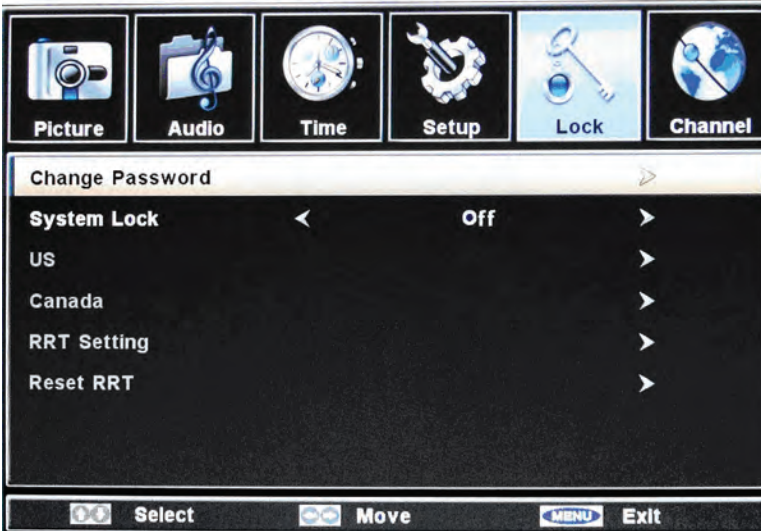 Picture Audio Time Setup Lock Channel
Change Password
System Lock Off
US
Canada
RRT Setting
Reset RRT
Select Move MENU Exit